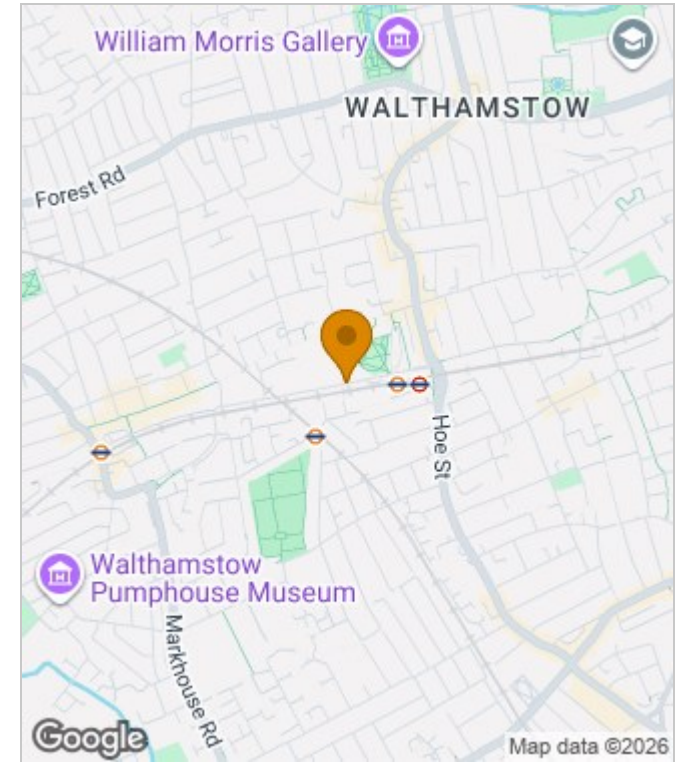 William Morris Gallery
WALTHAMSTOW
Forest Rd
Hoe St
Walthamstow
Pumphouse Museum
Markhouse Rd
Google
Map data ©2026